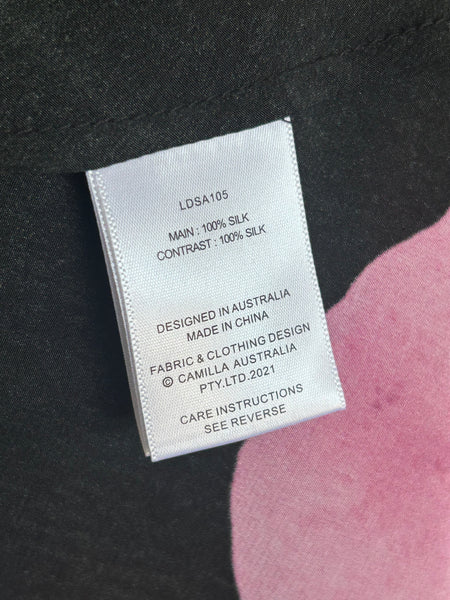 LDSA105
MAIN : 100% SILK
CONTRAST : 100% SILK
DESIGNED IN AUSTRALIA
MADE IN CHINA
FABRIC & CLOTHING DESIGN
© CAMILLA AUSTRALIA
PTY.LTD.2021
CARE INSTRUCTIONS
SEE REVERSE